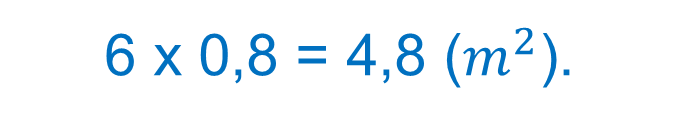 6 x 0,8 = 4,8 (m²).